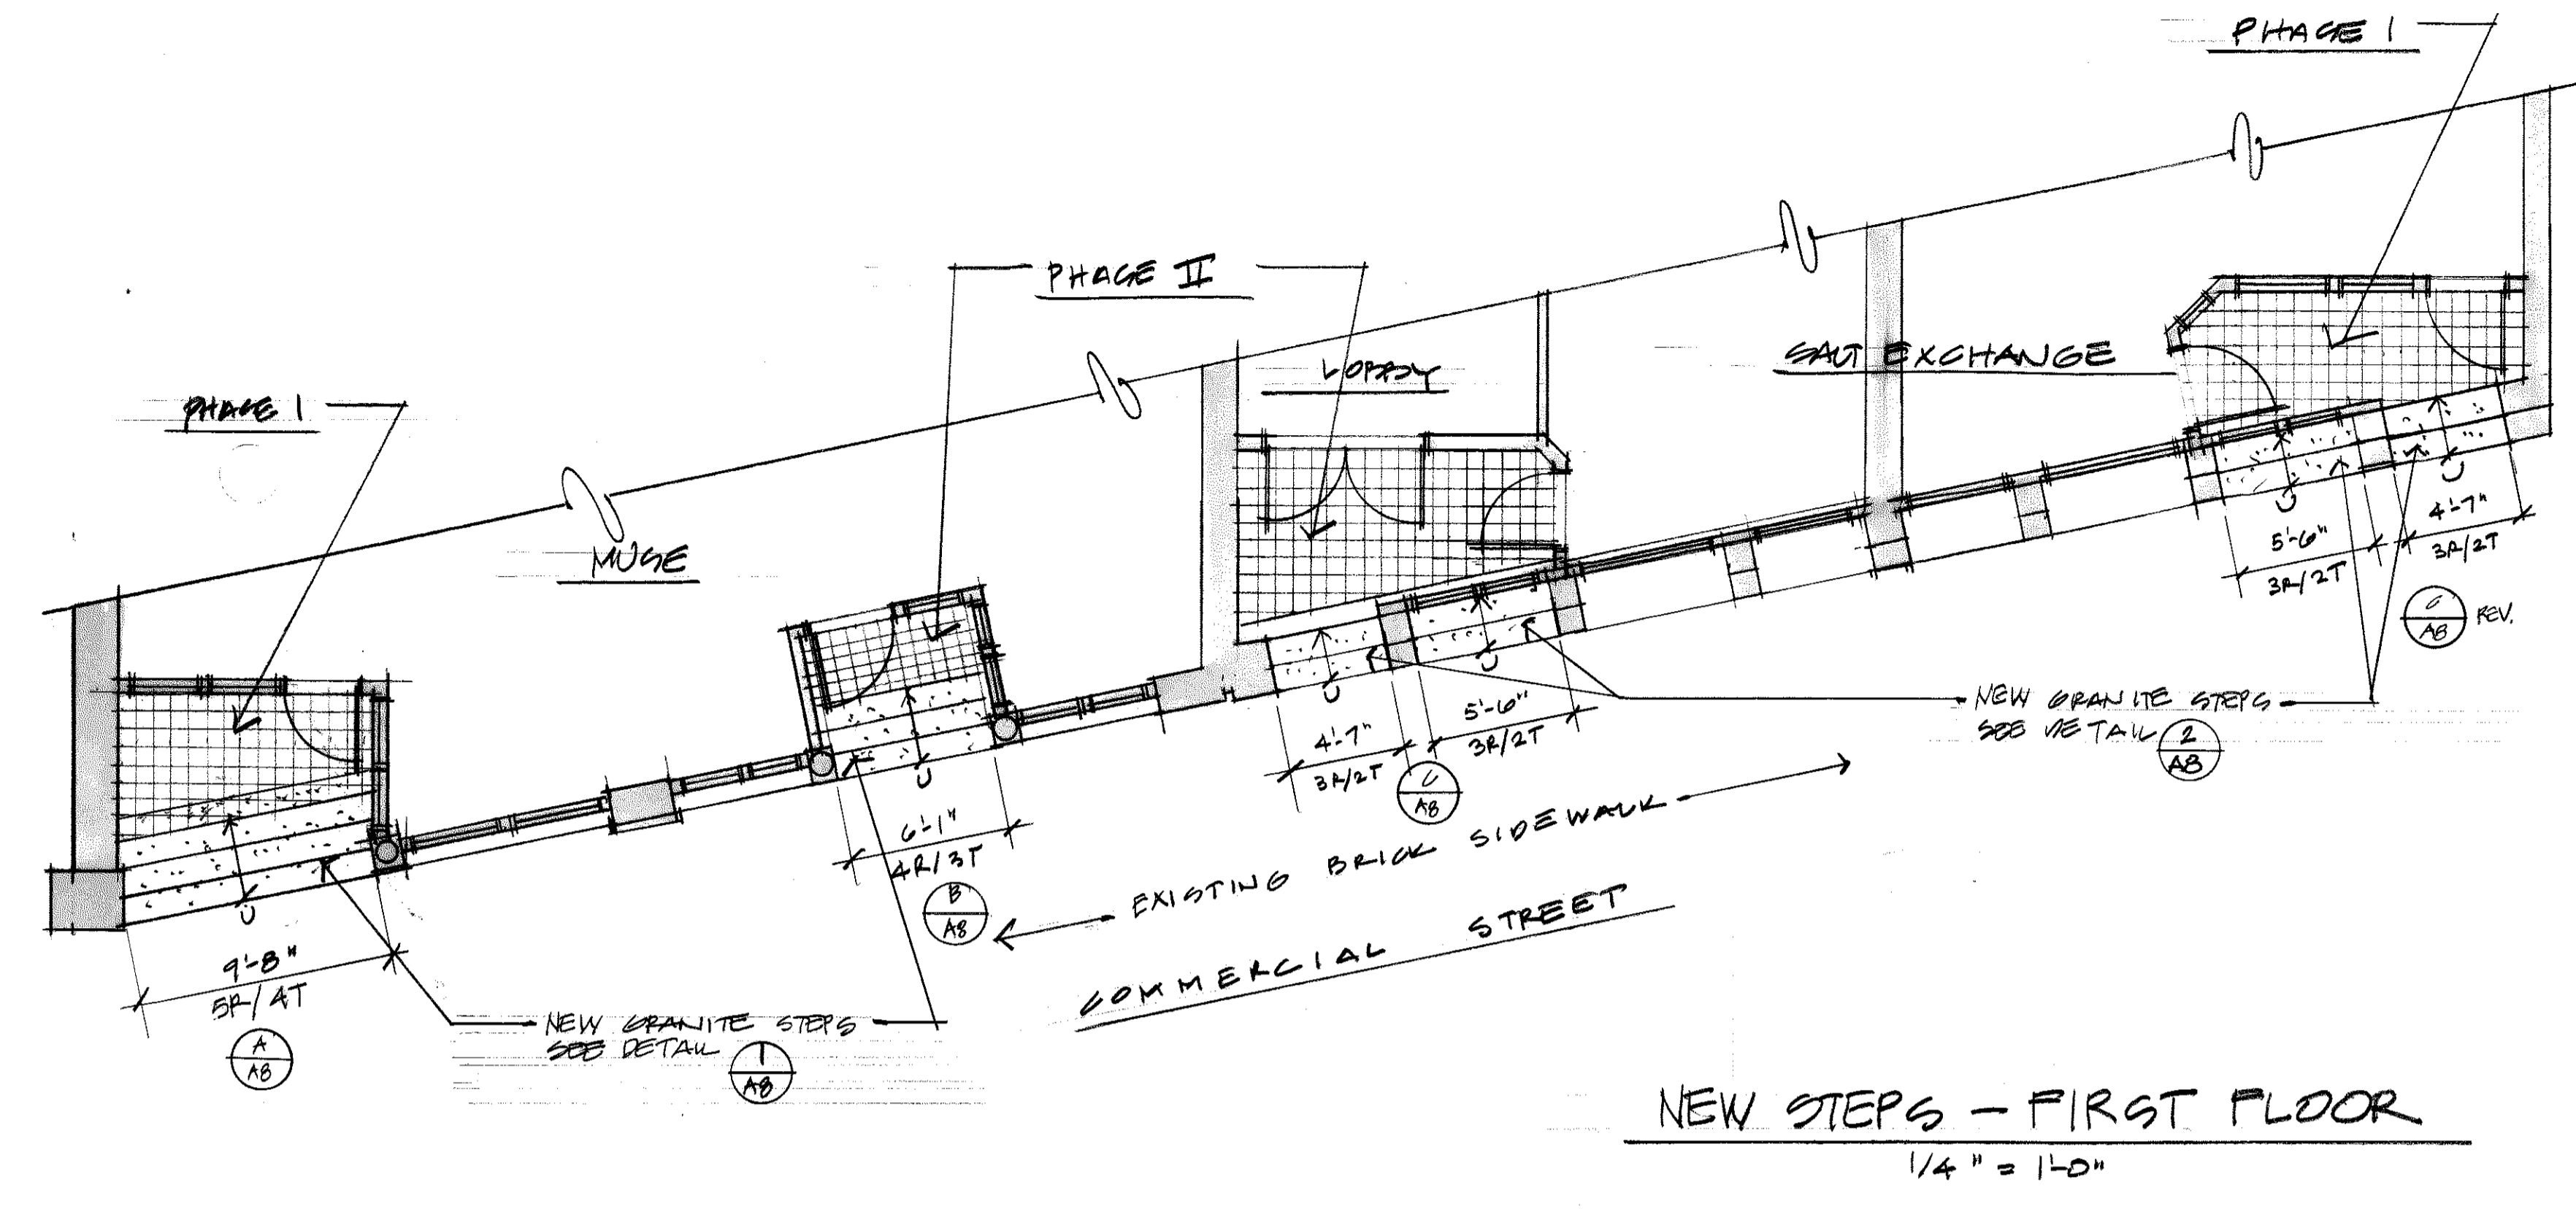 PHASE 1
PHASE II
LOBBY
SALT EXCHANGE
PHASE 1
MUSE
U
U
U
U
U
U
4'-7"
3R/2T
5'-6"
3R/2T
C
A8
REV.
NEW GRANITE STEPS
SEE DETAIL 2
A8
5'-6"
3R/2T
4'-7"
3R/2T
C
A8
6'-1"
4R/3T
B
A8
EXISTING BRICK SIDEWALK
COMMERCIAL STREET
9'-8"
5R/4T
A
A8
NEW GRANITE STEPS
SEE DETAIL 1
A8
NEW STEPS - FIRST FLOOR
1/4" = 1'-0"